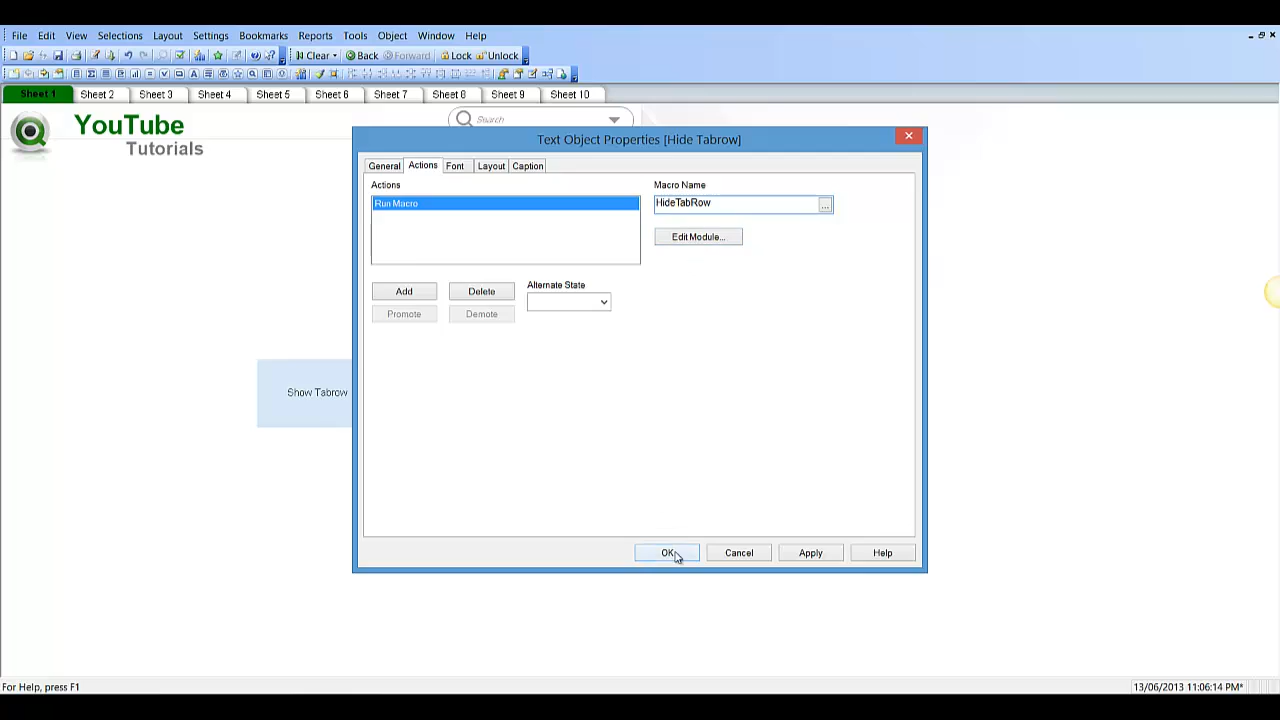 File Edit View Selections Layout Settings Bookmarks Reports Tools Object Window Help
Clear Back Forward Lock Unlock
Sheet 1 Sheet 2 Sheet 3 Sheet 4 Sheet 5 Sheet 6 Sheet 7 Sheet 8 Sheet 9 Sheet 10
YouTube
Tutorials
Search
Text Object Properties [Hide Tabrow]
General Actions Font Layout Caption
Actions
Macro Name
Run Macro
HideTabRow
...
Edit Module...
Add Delete
Alternate State
Promote Demote
Show Tabrow
OK Cancel Apply Help
For Help, press F1
13/06/2013 11:06:14 PM*